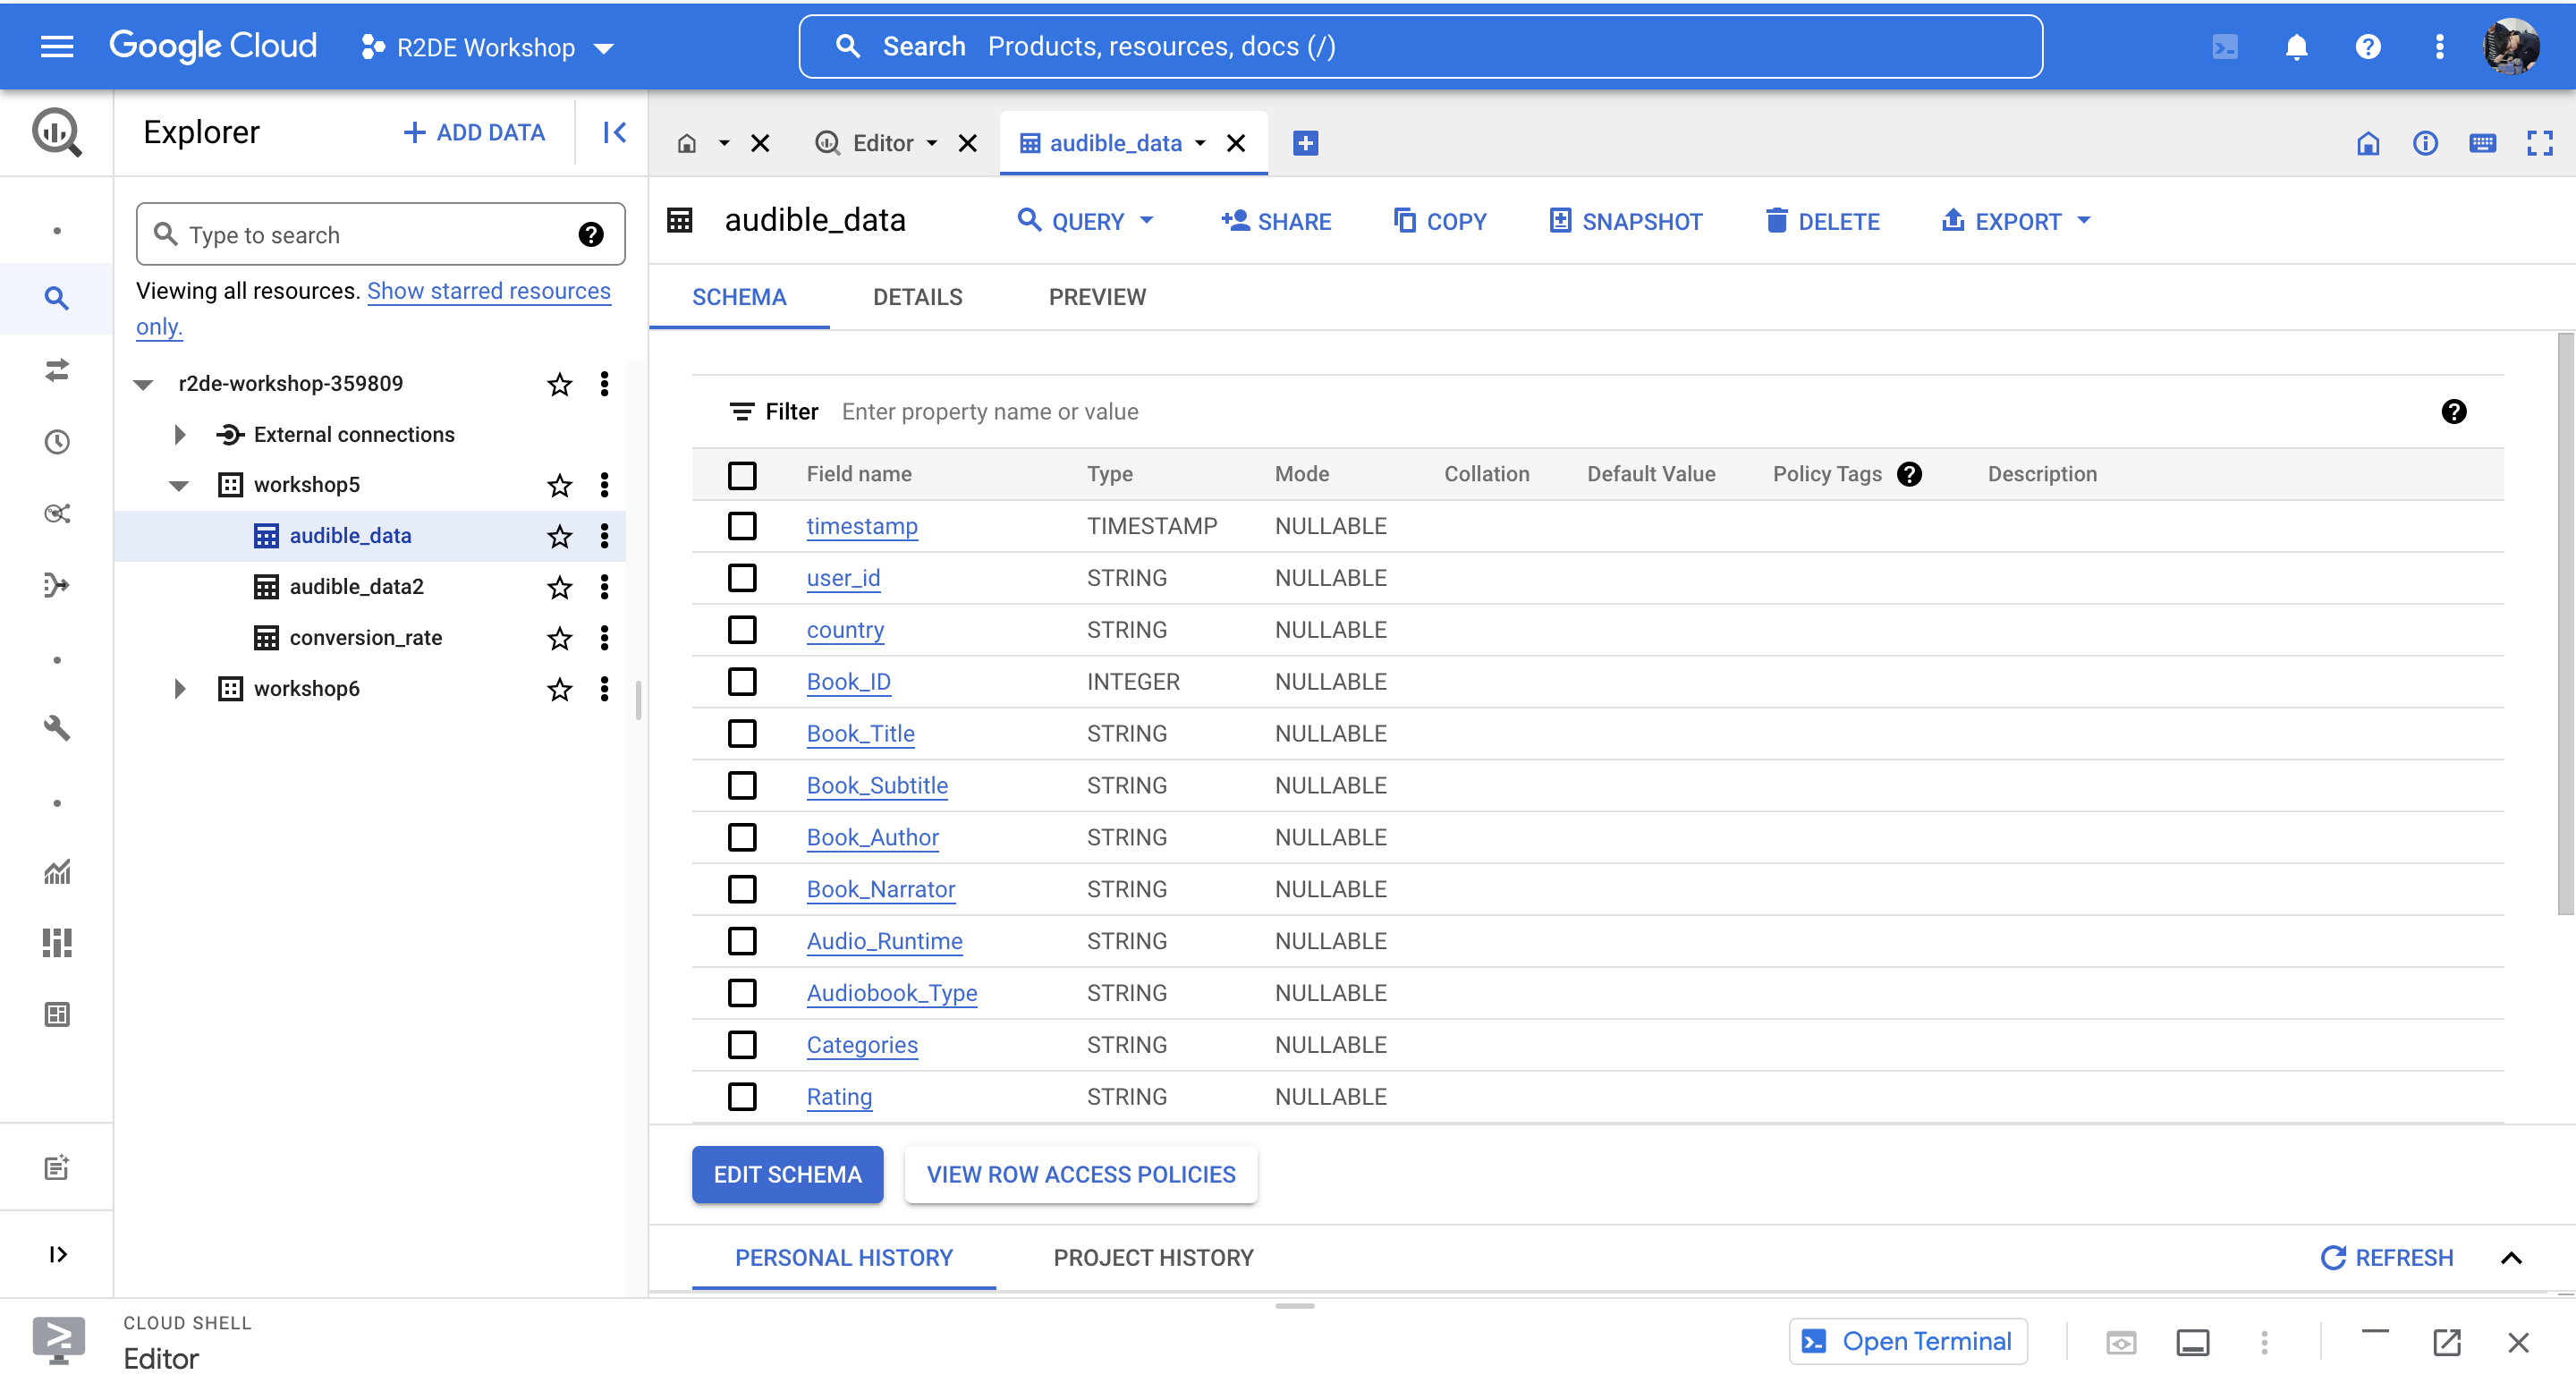 Google Cloud
R2DE Workshop
Search Products, resources, docs (/)
Explorer
+ ADD DATA
Editor
audible_data
Type to search
Viewing all resources. Show starred resources
only.
r2de-workshop-359809
External connections
workshop5
audible_data
audible_data2
conversion_rate
workshop6
audible_data
QUERY
SHARE
COPY
SNAPSHOT
DELETE
EXPORT
SCHEMA DETAILS PREVIEW
Filter Enter property name or value
Field name Type Mode Collation Default Value Policy Tags Description
timestamp TIMESTAMP NULLABLE
user_id STRING NULLABLE
country STRING NULLABLE
Book_ID INTEGER NULLABLE
Book_Title STRING NULLABLE
Book_Subtitle STRING NULLABLE
Book_Author STRING NULLABLE
Book_Narrator STRING NULLABLE
Audio_Runtime STRING NULLABLE
Audiobook_Type STRING NULLABLE
Categories STRING NULLABLE
Rating STRING NULLABLE
EDIT SCHEMA VIEW ROW ACCESS POLICIES
PERSONAL HISTORY PROJECT HISTORY REFRESH
CLOUD SHELL
Editor
Open Terminal